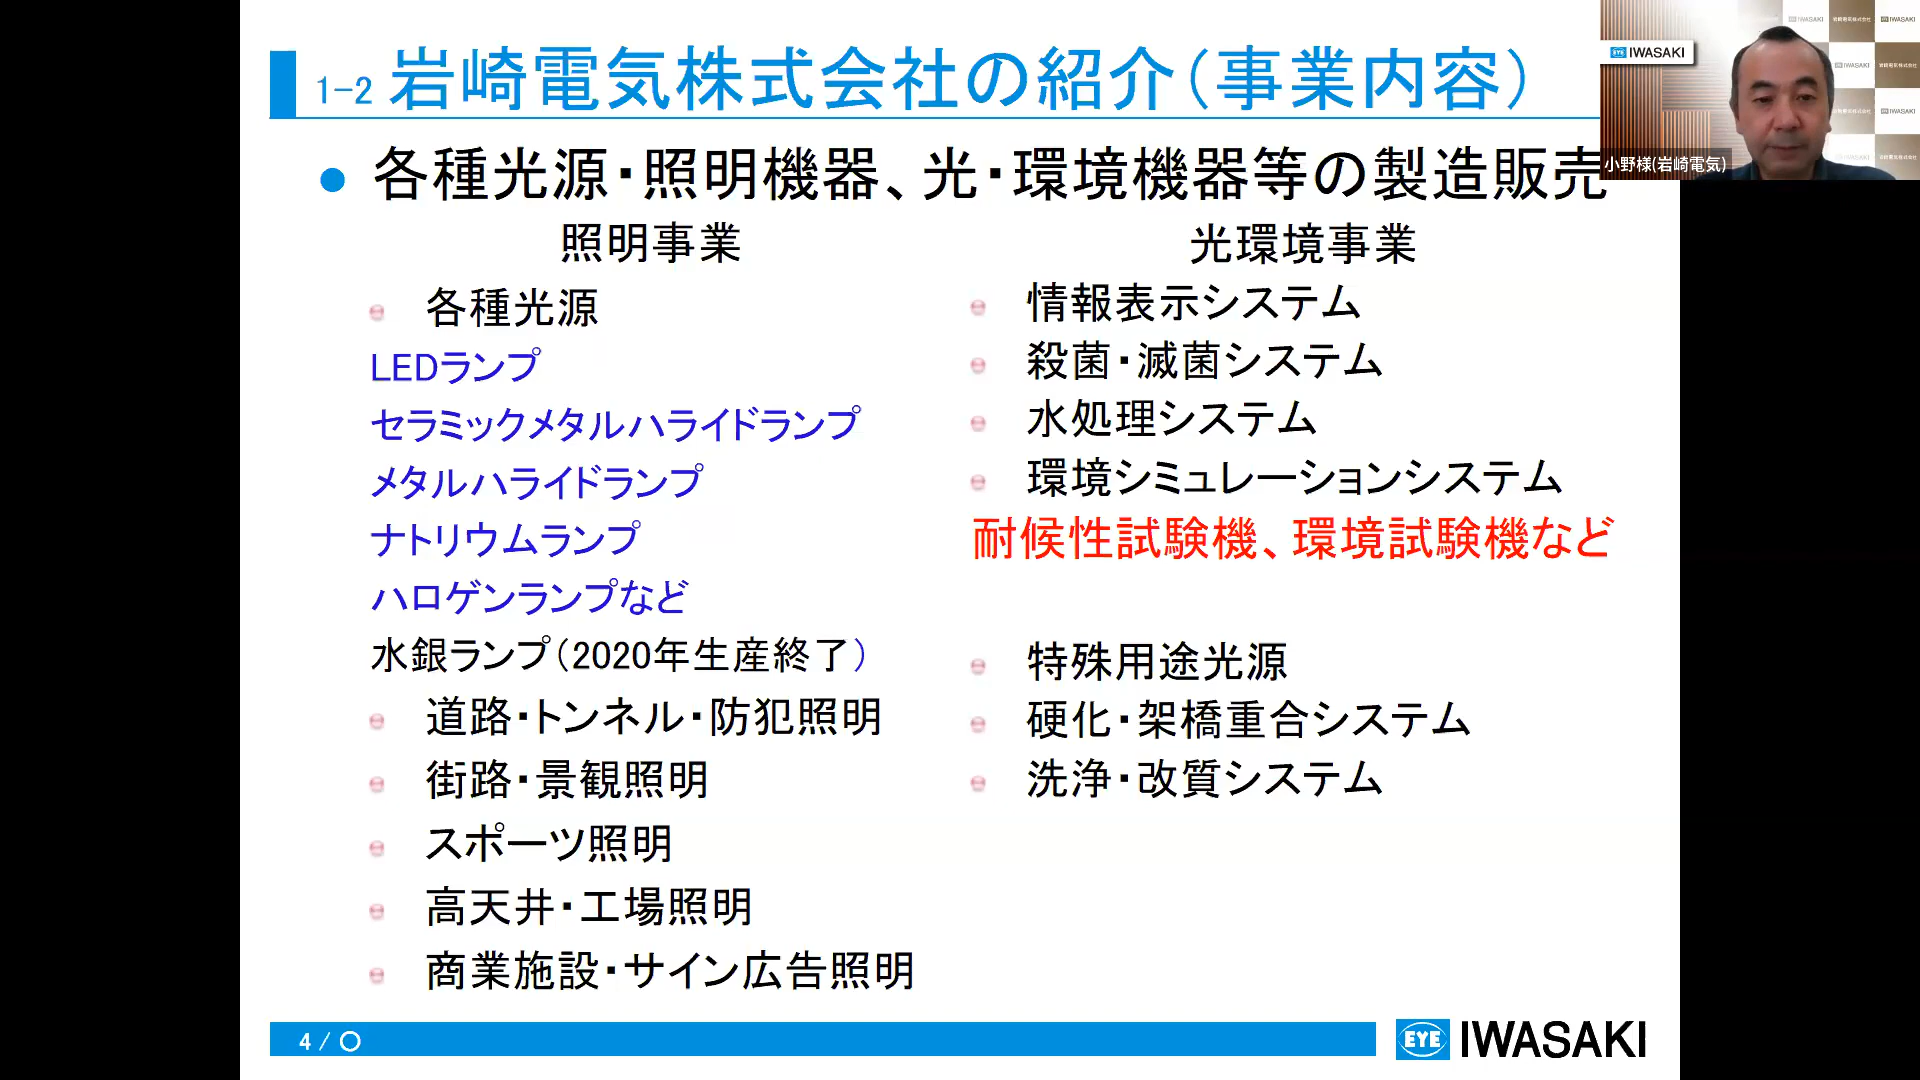 1-2 岩崎電気株式会社の紹介(事業内容)
各種光源・照明機器、光・環境機器等の製造販売
照明事業
各種光源
LEDランプ
セラミックメタルハライドランプ
メタルハライドランプ
ナトリウムランプ
ハロゲンランプなど
水銀ランプ(2020年生産終了)
道路・トンネル・防犯照明
街路・景観照明
スポーツ照明
高天井・工場照明
商業施設・サイン広告照明
光環境事業
情報表示システム
殺菌・滅菌システム
水処理システム
環境シミュレーションシステム
耐候性試験機、環境試験機など
特殊用途光源
硬化・架橋重合システム
洗浄・改質システム
4 / 〇
EYE IWASAKI
EYE IWASAKI
小野様(岩崎電気)